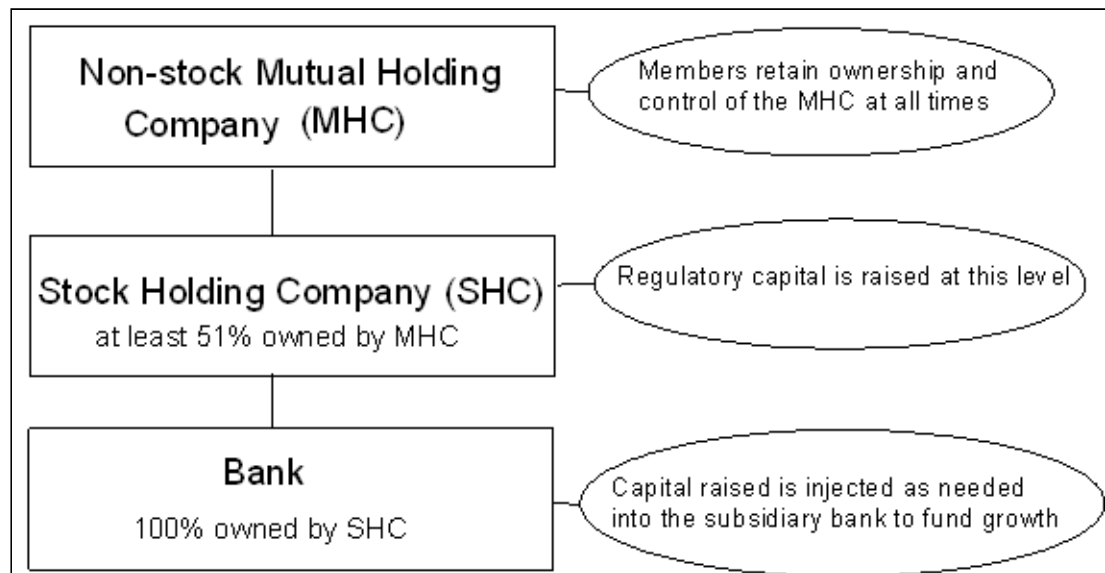 Non-stock Mutual Holding
Company (MHC)
Members retain ownership and
control of the MHC at all times
Stock Holding Company (SHC)
at least 51% owned by MHC
Regulatory capital is raised at this level
Bank
100% owned by SHC
Capital raised is injected as needed
into the subsidiary bank to fund growth